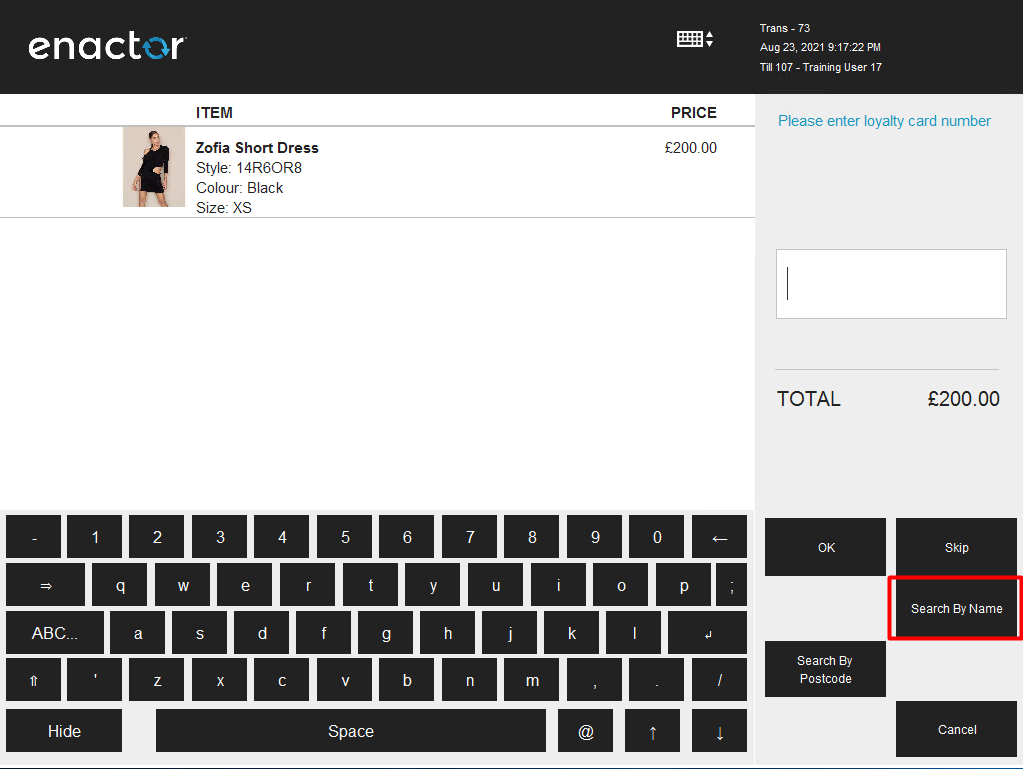 enactor
Trans - 73
Aug 23, 2021 9:17:22 PM
Till 107 - Training User 17
ITEM PRICE
Please enter loyalty card number
Zofia Short Dress £200.00
Style: 14R6OR8
Colour: Black
Size: XS
TOTAL £200.00
- 1 2 3 4 5 6 7 8 9 0 ←
⇒ q w e r t y u i o p ;
ABC... a s d f g h j k l ↲
⇑ ' z x c v b n m , . /
Hide Space @ ↑ ↓
OK Skip
Search By Name
Search By
Postcode
Cancel